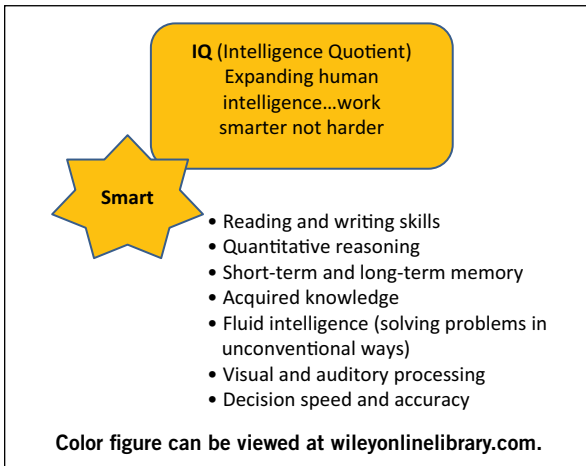 IQ (Intelligence Quotient)
Expanding human
intelligence...work
smarter not harder
Smart
• Reading and writing skills
• Quantitative reasoning
• Short-term and long-term memory
• Acquired knowledge
• Fluid intelligence (solving problems in
unconventional ways)
• Visual and auditory processing
• Decision speed and accuracy
Color figure can be viewed at wileyonlinelibrary.com.